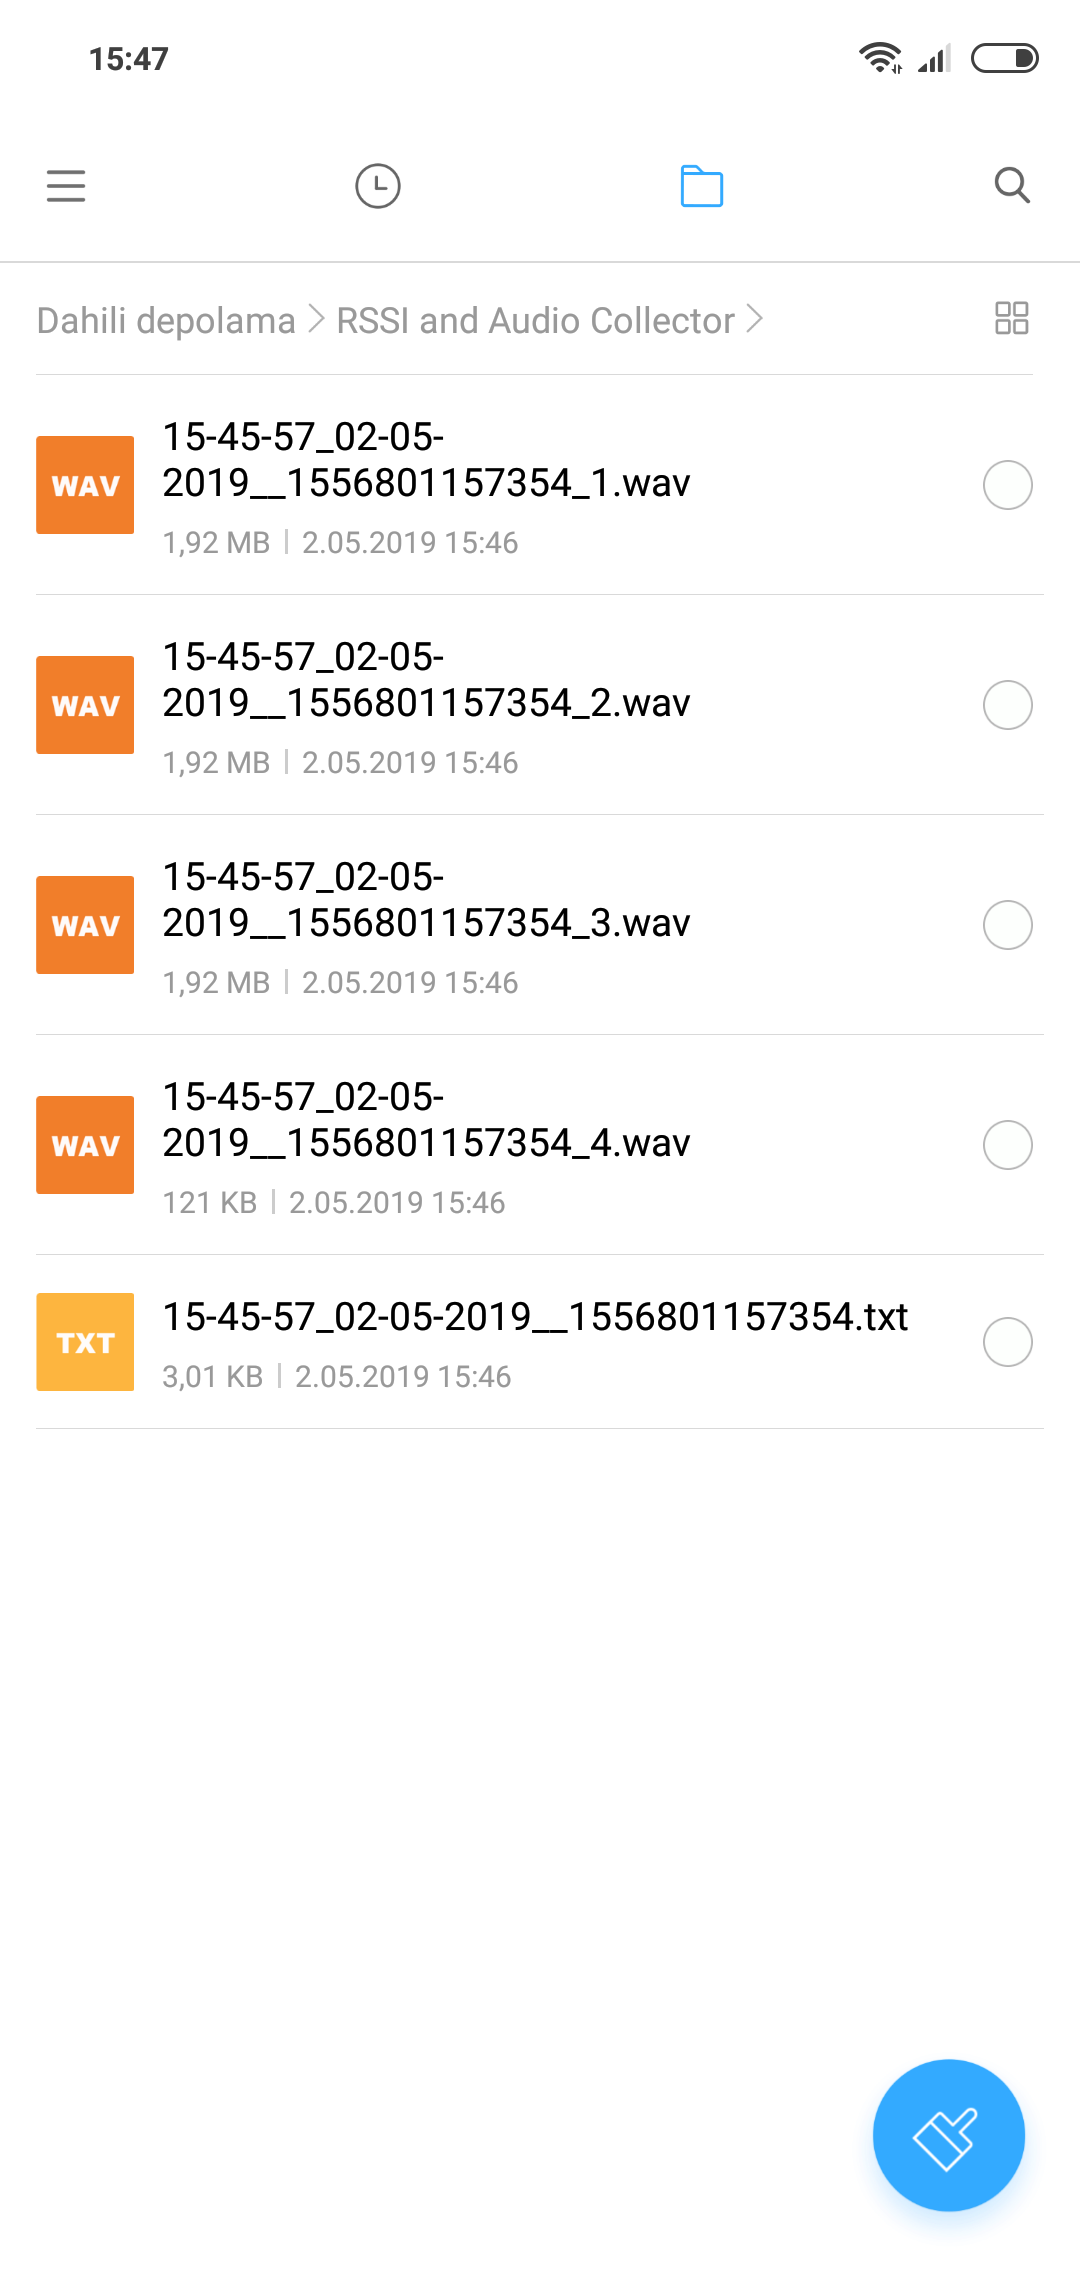 15:47
Dahili depolama > RSSI and Audio Collector >
WAV
15-45-57_02-05-
2019__1556801157354_1.wav
1,92 MB | 2.05.2019 15:46
WAV
15-45-57_02-05-
2019__1556801157354_2.wav
1,92 MB | 2.05.2019 15:46
WAV
15-45-57_02-05-
2019__1556801157354_3.wav
1,92 MB | 2.05.2019 15:46
WAV
15-45-57_02-05-
2019__1556801157354_4.wav
121 KB | 2.05.2019 15:46
TXT
15-45-57_02-05-2019__1556801157354.txt
3,01 KB | 2.05.2019 15:46